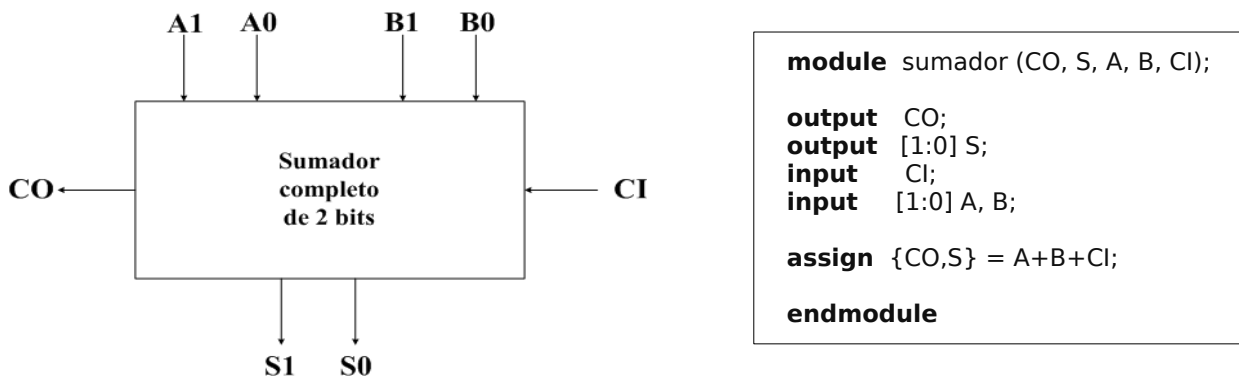 A1 A0 B1 B0
Sumador
completo
de 2 bits
CO
CI
S1 S0
module sumador (CO, S, A, B, CI);
output CO;
output [1:0] S;
input CI;
input [1:0] A, B;
assign {CO,S} = A+B+CI;
endmodule